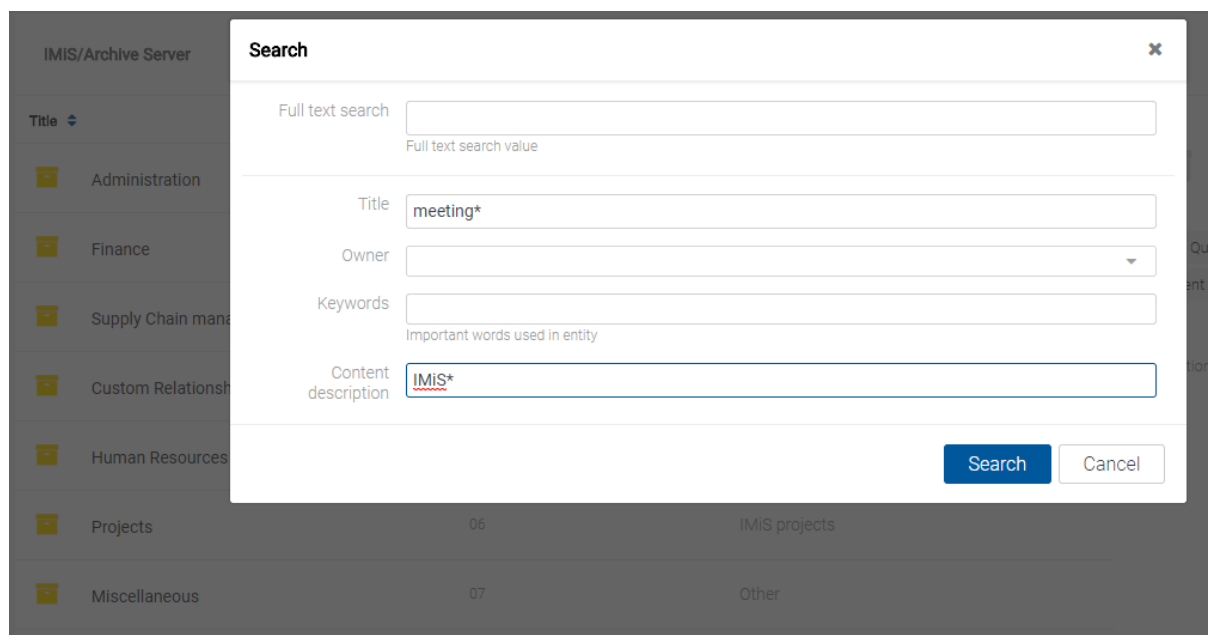 IMiS/Archive Server
Search
Full text search
Full text search value
Title
Title
meeting*
Administration
Owner
Finance
Keywords
Important words used in entity
Supply Chain mana
Content description
IMiS*
Custom Relationsh
Human Resources
Search
Cancel
Projects
06
IMiS projects
Miscellaneous
07
Other